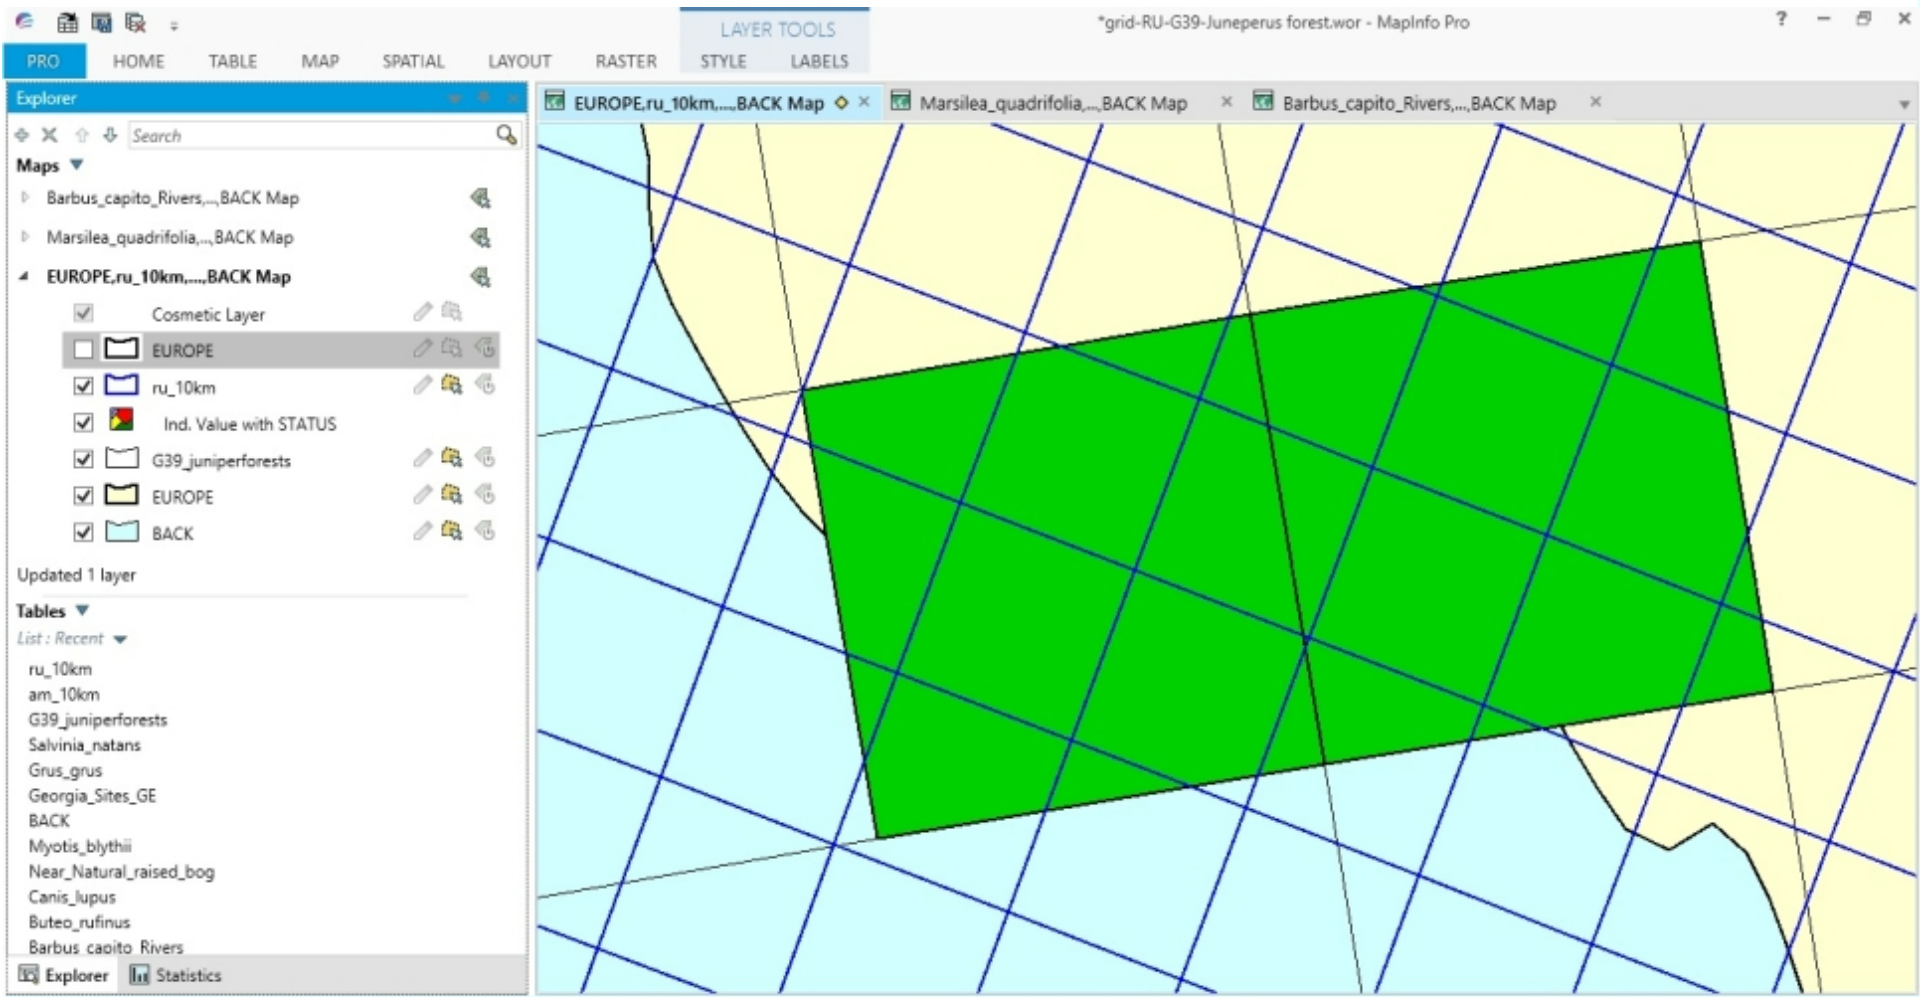 *grid-RU-G39-Juneperus forest.wor - MapInfo Pro
LAYER TOOLS
PRO HOME TABLE MAP SPATIAL LAYOUT RASTER STYLE LABELS
Explorer
Search
Maps
Barbus_capito_Rivers,...,BACK Map
Marsilea_quadrifolia,...,BACK Map
EUROPE,ru_10km,...,BACK Map
Cosmetic Layer
EUROPE
ru_10km
Ind. Value with STATUS
G39_juniperforests
EUROPE
BACK
Updated 1 layer
Tables
List : Recent
ru_10km
am_10km
G39_juniperforests
Salvinia_natans
Grus_grus
Georgia_Sites_GE
BACK
Myotis_blythii
Near_Natural_raised_bog
Canis_lupus
Buteo_rufinus
Barbus_capito_Rivers
Explorer Statistics
EUROPE,ru_10km,...,BACK Map Marsilea_quadrifolia,...,BACK Map Barbus_capito_Rivers,...,BACK Map